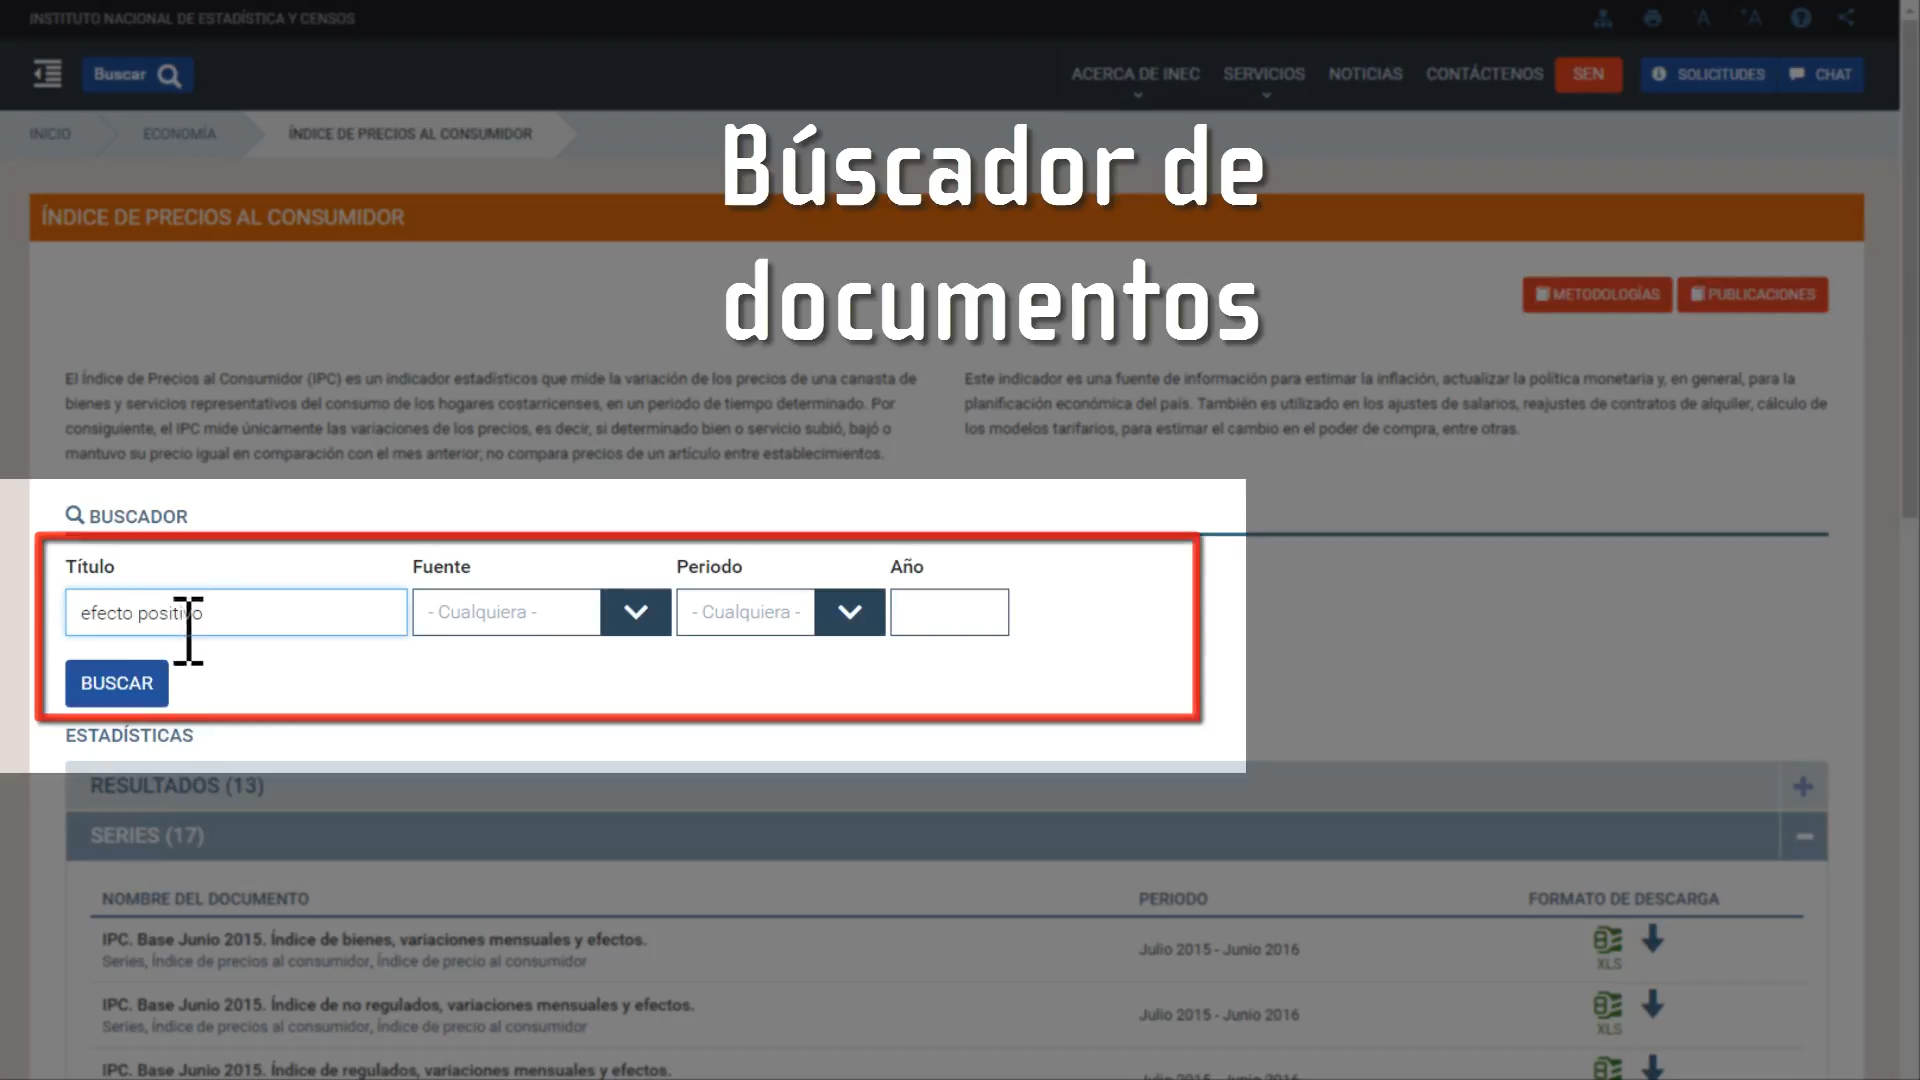 INSTITUTO NACIONAL DE ESTADÍSTICA Y CENSOS
A A
Buscar
ACERCA DE INEC SERVICIOS NOTICIAS CONTÁCTENOS SEN SOLICITUDES CHAT
INICIO ECONOMÍA ÍNDICE DE PRECIOS AL CONSUMIDOR
Búscador de
documentos
ÍNDICE DE PRECIOS AL CONSUMIDOR
METODOLOGÍAS PUBLICACIONES
El Índice de Precios al Consumidor (IPC) es un indicador estadísticos que mide la variación de los precios de una canasta de
bienes y servicios representativos del consumo de los hogares costarricenses, en un periodo de tiempo determinado. Por
consiguiente, el IPC mide únicamente las variaciones de los precios, es decir, si determinado bien o servicio subió, bajó o
mantuvo su precio igual en comparación con el mes anterior; no compara precios de un artículo entre establecimientos.
Este indicador es una fuente de información para estimar la inflación, actualizar la política monetaria y, en general, para la
planificación económica del país. También es utilizado en los ajustes de salarios, reajustes de contratos de alquiler, cálculo de
los modelos tarifarios, para estimar el cambio en el poder de compra, entre otras.
BUSCADOR
Título Fuente Periodo Año
efecto positivo - Cualquiera - - Cualquiera -
BUSCAR
ESTADÍSTICAS
RESULTADOS (13)
SERIES (17)
NOMBRE DEL DOCUMENTO PERIODO FORMATO DE DESCARGA
IPC. Base Junio 2015. Índice de bienes, variaciones mensuales y efectos.
Series, Índice de precios al consumidor, Índice de precio al consumidor
Julio 2015 - Junio 2016
XLS
IPC. Base Junio 2015. Índice de no regulados, variaciones mensuales y efectos.
Series, Índice de precios al consumidor, Índice de precio al consumidor
Julio 2015 - Junio 2016
XLS
IPC. Base Junio 2015. Índice de regulados, variaciones mensuales y efectos.